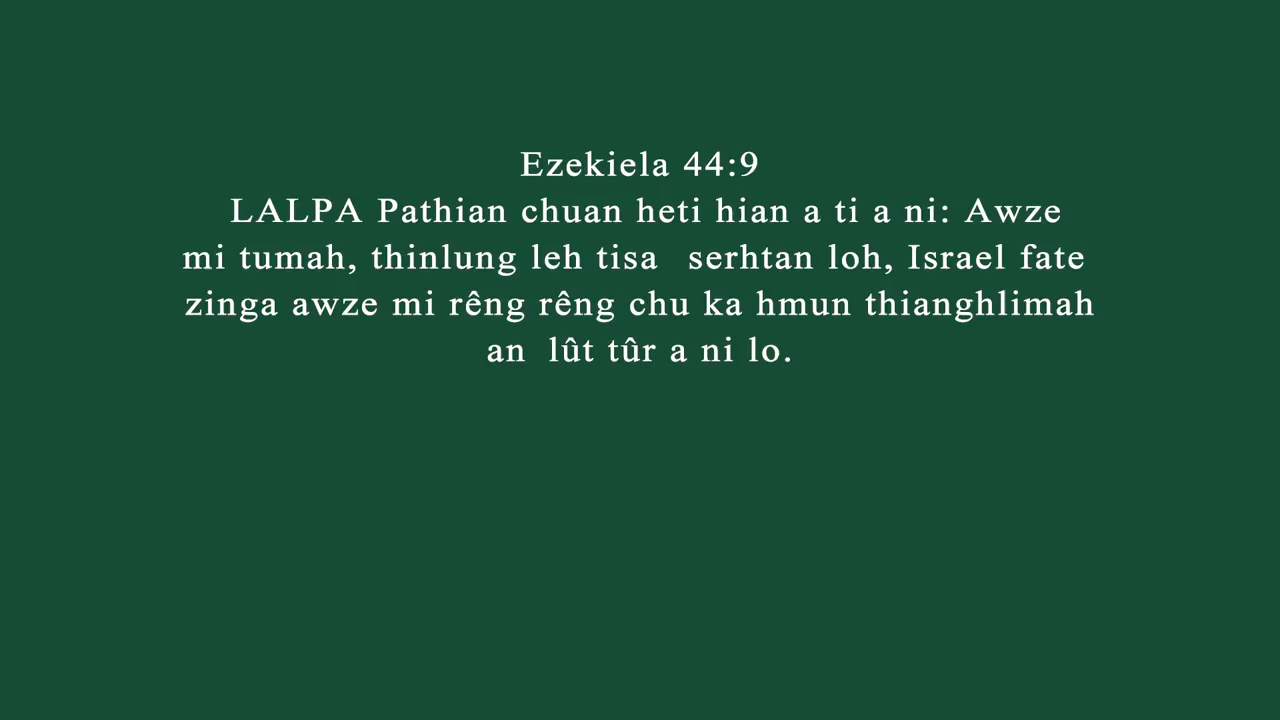 Ezekiela 44:9
LALPA Pathian chuan heti hian a ti a ni: Awze
mi tumah, thinlung leh tisa serhtan loh, Israel fate
zinga awze mi rêng rêng chu ka hmun thianghlimah
an lût tûr a ni lo.